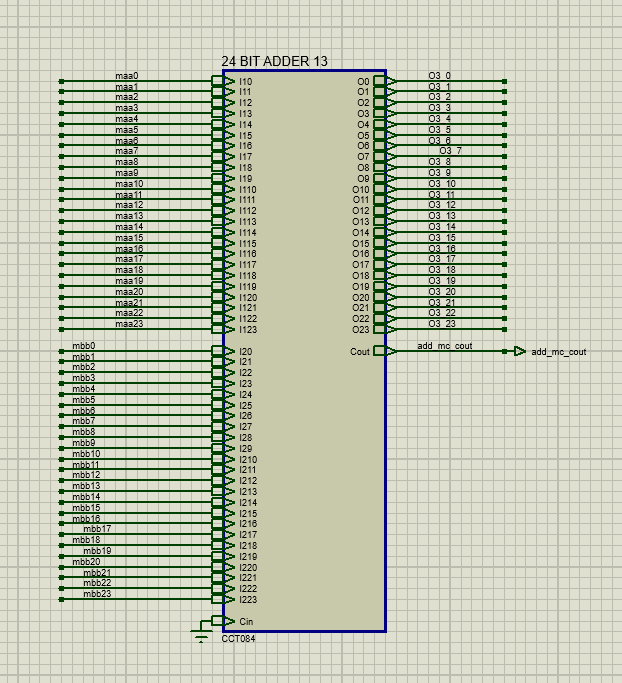 24 BIT ADDER 13
maa0 I10 O0 O3_0
maa1 I11 O1 O3_1
maa2 I12 O2 O3_2
maa3 I13 O3 O3_3
maa4 I14 O4 O3_4
maa5 I15 O5 O3_5
maa6 I16 O6 O3_6
maa7 I17 O7 O3_7
maa8 I18 O8 O3_8
maa9 I19 O9 O3_9
maa10 I110 O10 O3_10
maa11 I111 O11 O3_11
maa12 I112 O12 O3_12
maa13 I113 O13 O3_13
maa14 I114 O14 O3_14
maa15 I115 O15 O3_15
maa16 I116 O16 O3_16
maa17 I117 O17 O3_17
maa18 I118 O18 O3_18
maa19 I119 O19 O3_19
maa20 I120 O20 O3_20
maa21 I121 O21 O3_21
maa22 I122 O22 O3_22
maa23 I123 O23 O3_23
mbb0 I20 Cout add_mc_cout add_mc_cout
mbb1 I21
mbb2 I22
mbb3 I23
mbb4 I24
mbb5 I25
mbb6 I26
mbb7 I27
mbb8 I28
mbb9 I29
mbb10 I210
mbb11 I211
mbb12 I212
mbb13 I213
mbb14 I214
mbb15 I215
mbb16 I216
mbb17 I217
mbb18 I218
mbb19 I219
mbb20 I220
mbb21 I221
mbb22 I222
mbb23 I223
Cin
CCT084